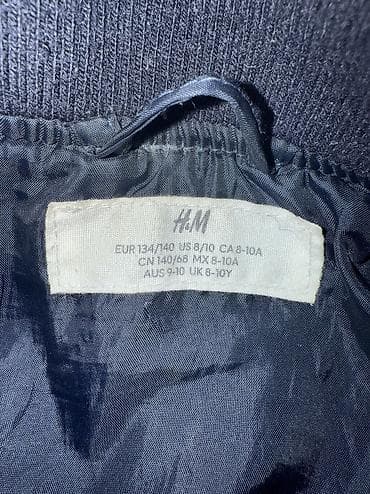 H&M
EUR 134/140 US 8/10 CA 8-10A
CN 140/68 MX 8-10A
AUS 9-10 UK 8-10Y